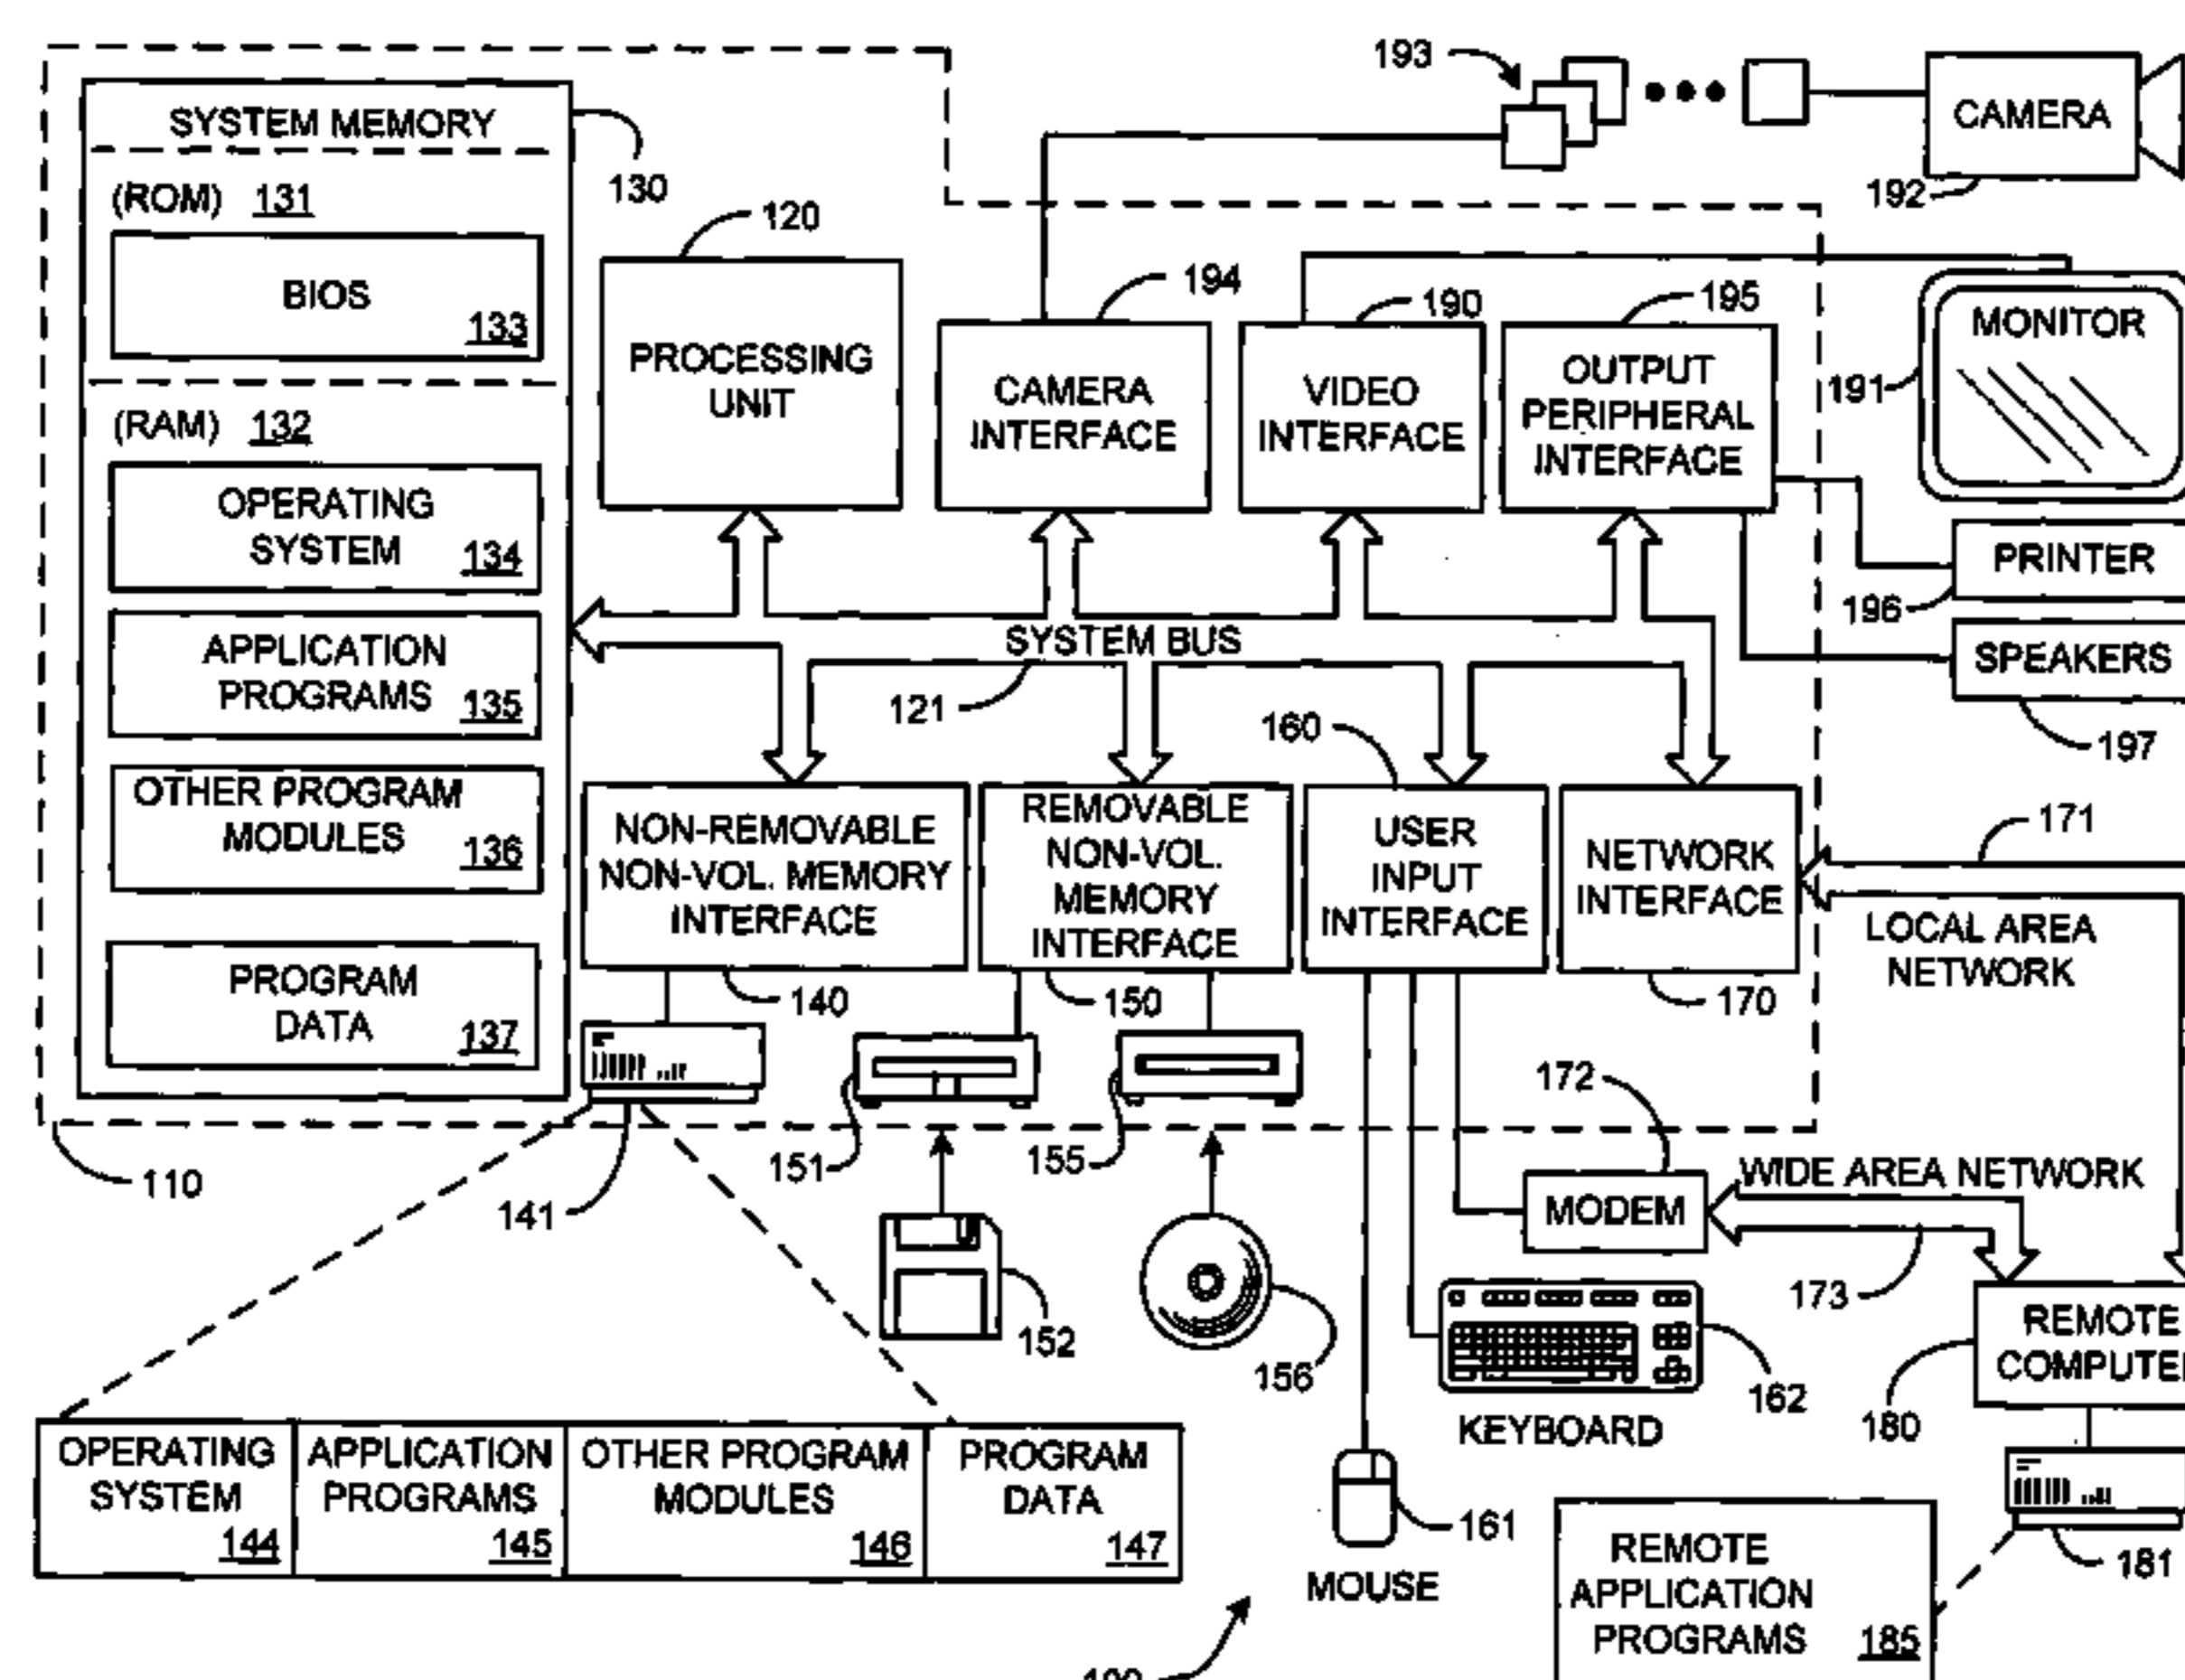 193
CAMERA
192
SYSTEM MEMORY
130
(ROM) 131
BIOS
133
(RAM) 132
OPERATING
SYSTEM
134
APPLICATION
PROGRAMS
135
OTHER PROGRAM
MODULES
136
PROGRAM
DATA
137
120
PROCESSING
UNIT
194
CAMERA
INTERFACE
190
VIDEO
INTERFACE
195
OUTPUT
PERIPHERAL
INTERFACE
MONITOR
191
PRINTER
196
SPEAKERS
197
SYSTEM BUS
121
NON-REMOVABLE
NON-VOL. MEMORY
INTERFACE
140
REMOVABLE
NON-VOL.
MEMORY
INTERFACE
150
160
USER
INPUT
INTERFACE
NETWORK
INTERFACE
170
171
LOCAL AREA
NETWORK
110
141
151
155
152
156
172
MODEM
WIDE AREA NETWORK
173
162
KEYBOARD
161
MOUSE
REMOTE
180
181
OPERATING
SYSTEM
144
APPLICATION
PROGRAMS
145
OTHER PROGRAM
MODULES
146
PROGRAM
DATA
147
REMOTE
APPLICATION
PROGRAMS
185